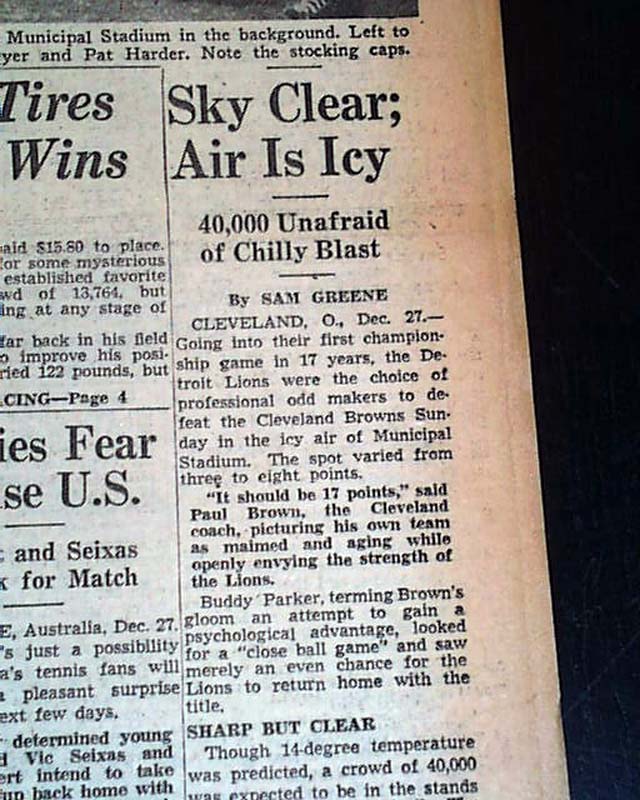 Municipal Stadium in the background. Left to
yer and Pat Harder. Note the stocking caps.
Tires
Wins
aid $15.80 to place.
for some mysterious
established favorite
wd of 13,764, but
ing at any stage of
far back in his field
o improve his posi-
ried 122 pounds, but
CING—Page 4
ies Fear
se U.S.
and Seixas
k for Match
E, Australia, Dec. 27.
's just a possibility
a's tennis fans will
a pleasant surprise
ext few days.
determined young
d Vic Seixas and
ert intend to take
up back home with
Sky Clear;
Air Is Icy
40,000 Unafraid
of Chilly Blast
By SAM GREENE
CLEVELAND, O., Dec. 27.—
Going into their first champion-
ship game in 17 years, the De-
troit Lions were the choice of
professional odd makers to de-
feat the Cleveland Browns Sun-
day in the icy air of Municipal
Stadium. The spot varied from
three to eight points.
"It should be 17 points," said
Paul Brown, the Cleveland
coach, picturing his own team
as maimed and aging while
openly envying the strength of
the Lions.
Buddy Parker, terming Brown's
gloom an attempt to gain a
psychological advantage, looked
for a "close ball game" and saw
merely an even chance for the
Lions to return home with the
title.
SHARP BUT CLEAR
Though 14-degree temperature
was predicted, a crowd of 40,000
was expected to be in the stands